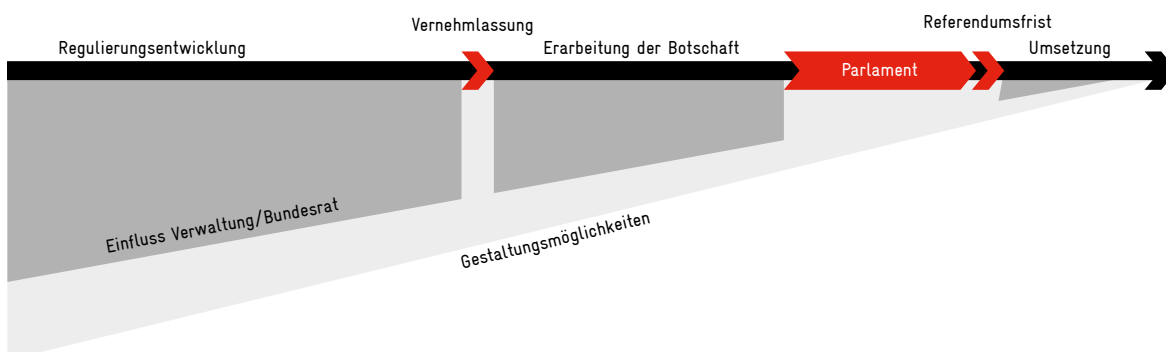 Vernehmlassung
Referendumsfrist
Regulierungsentwicklung
Erarbeitung der Botschaft
Umsetzung
Parlament
Einfluss Verwaltung/Bundesrat
Gestaltungsmöglichkeiten